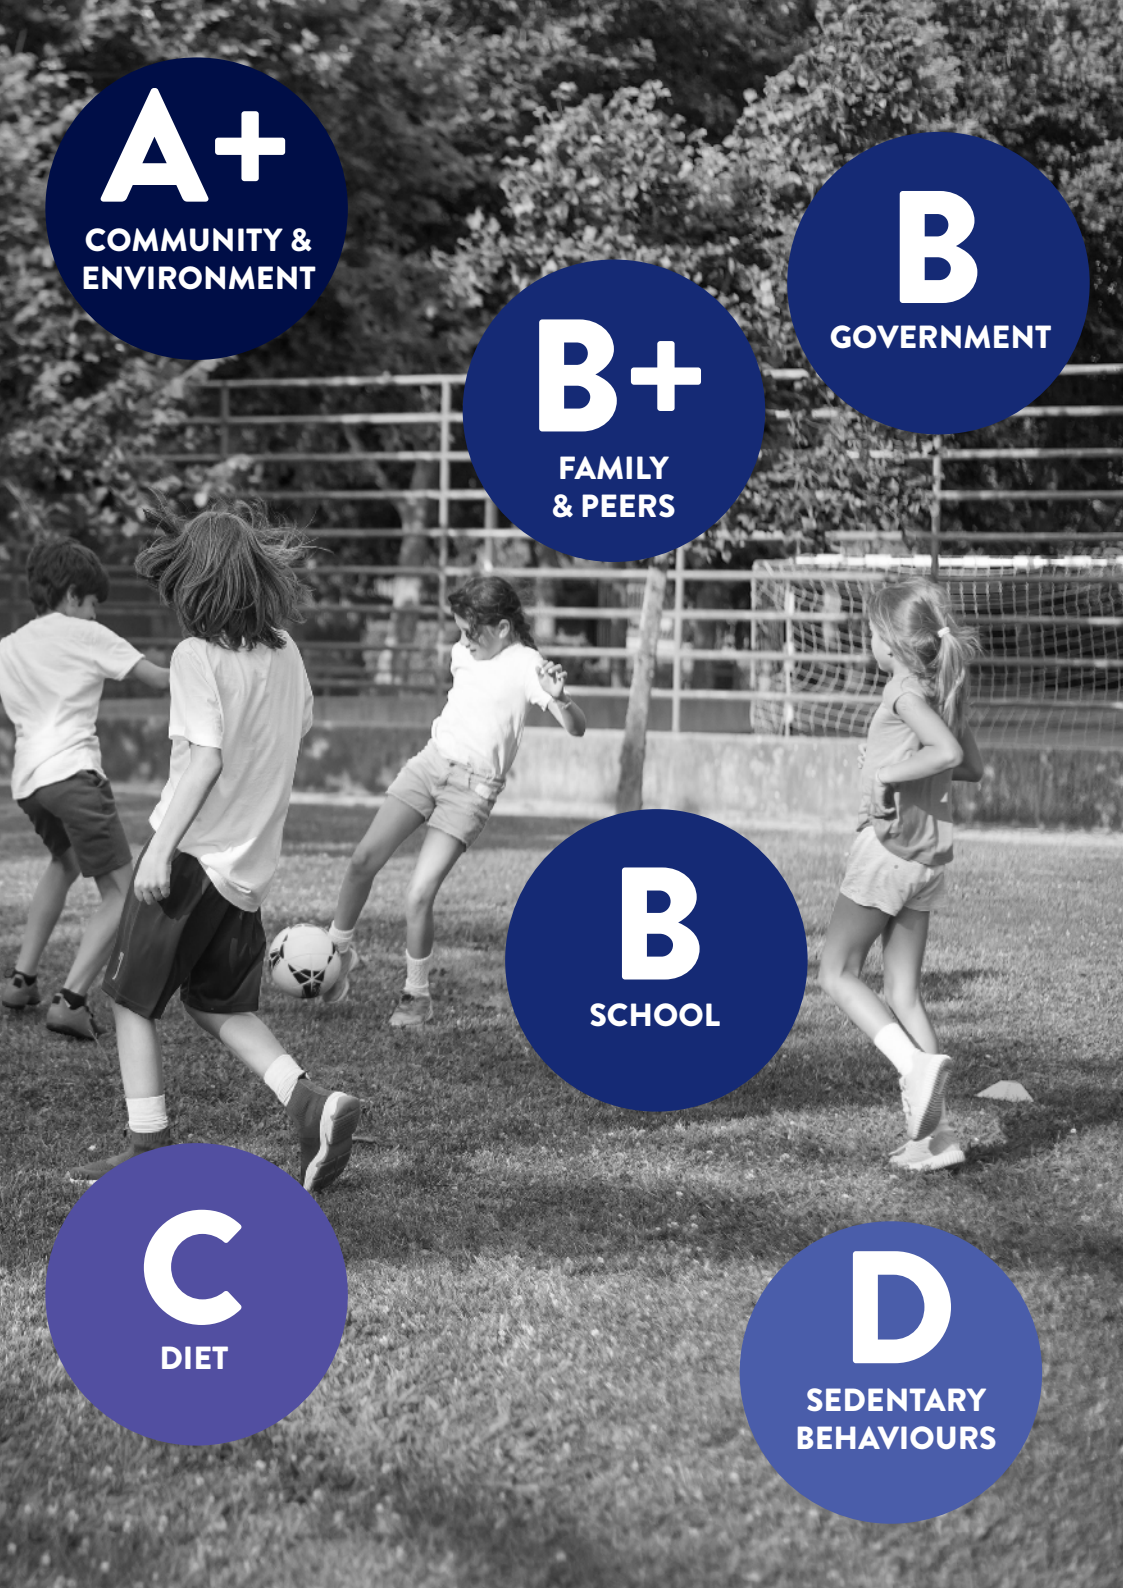 A+
COMMUNITY &
ENVIRONMENT
B
GOVERNMENT
B+
FAMILY
& PEERS
B
SCHOOL
C
DIET
D
SEDENTARY
BEHAVIOURS